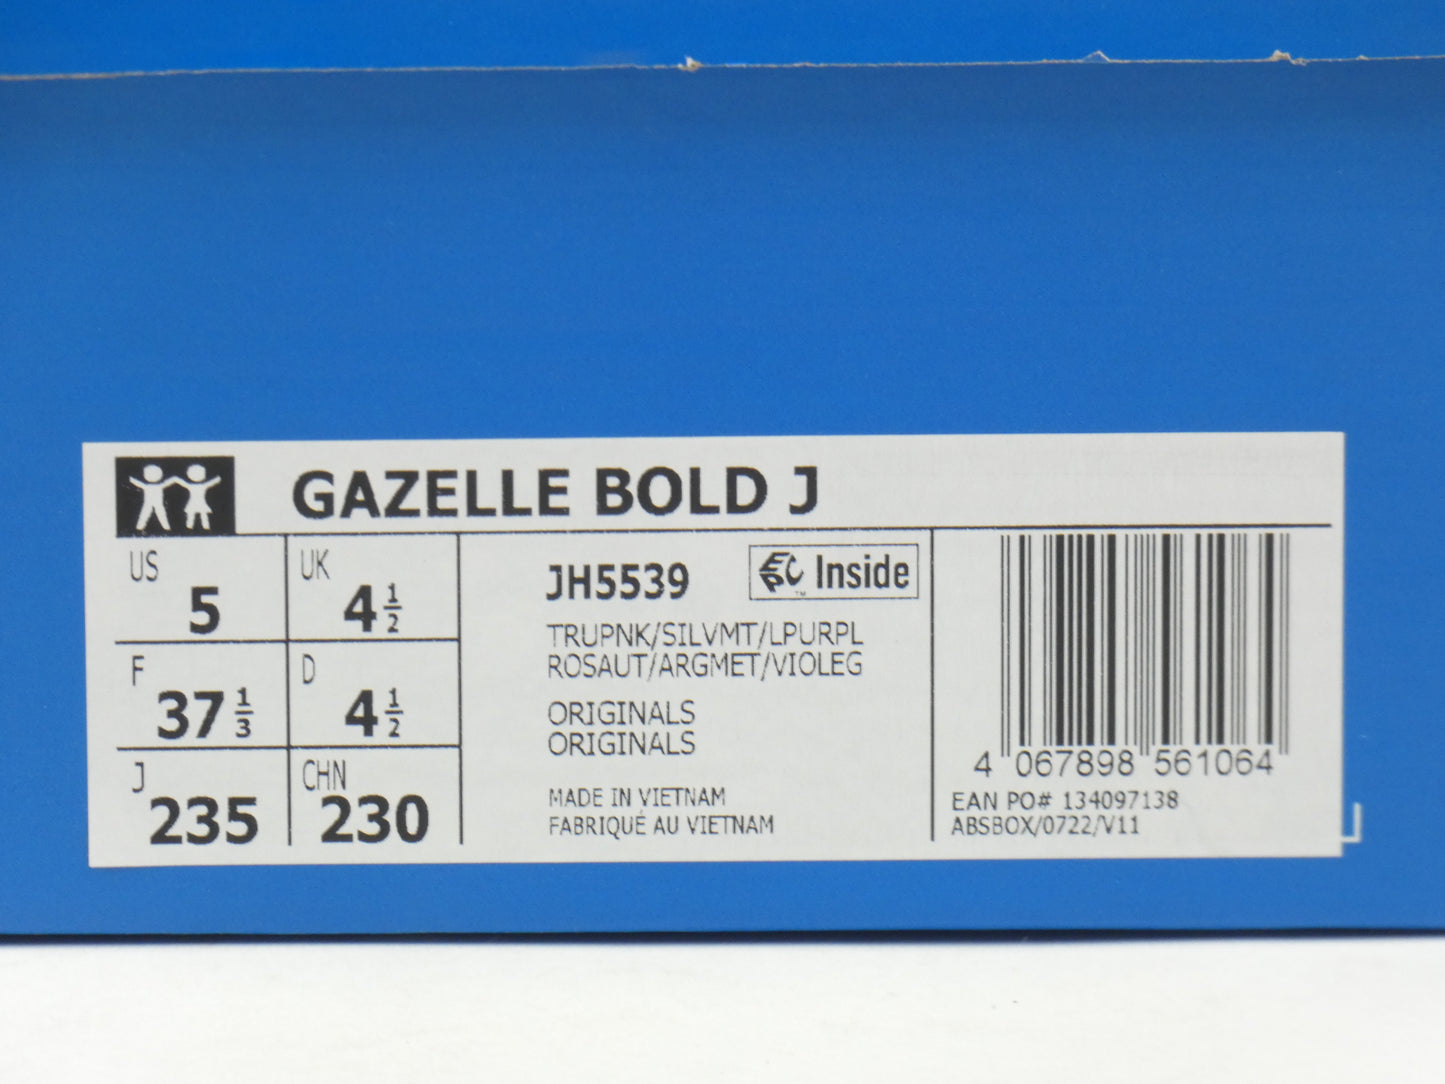 GAZELLE BOLD J
US 5
UK 4 1/2
F 37 1/3
D 4 1/2
J 235
CHN 230
JH5539
EPC Inside
™
TRUPNK/SILVMT/LPURPL
ROSAUT/ARGMET/VIOLEG
ORIGINALS
ORIGINALS
MADE IN VIETNAM
FABRIQUÉ AU VIETNAM
4 067898 561064
EAN PO# 134097138
ABSBOX/0722/V11